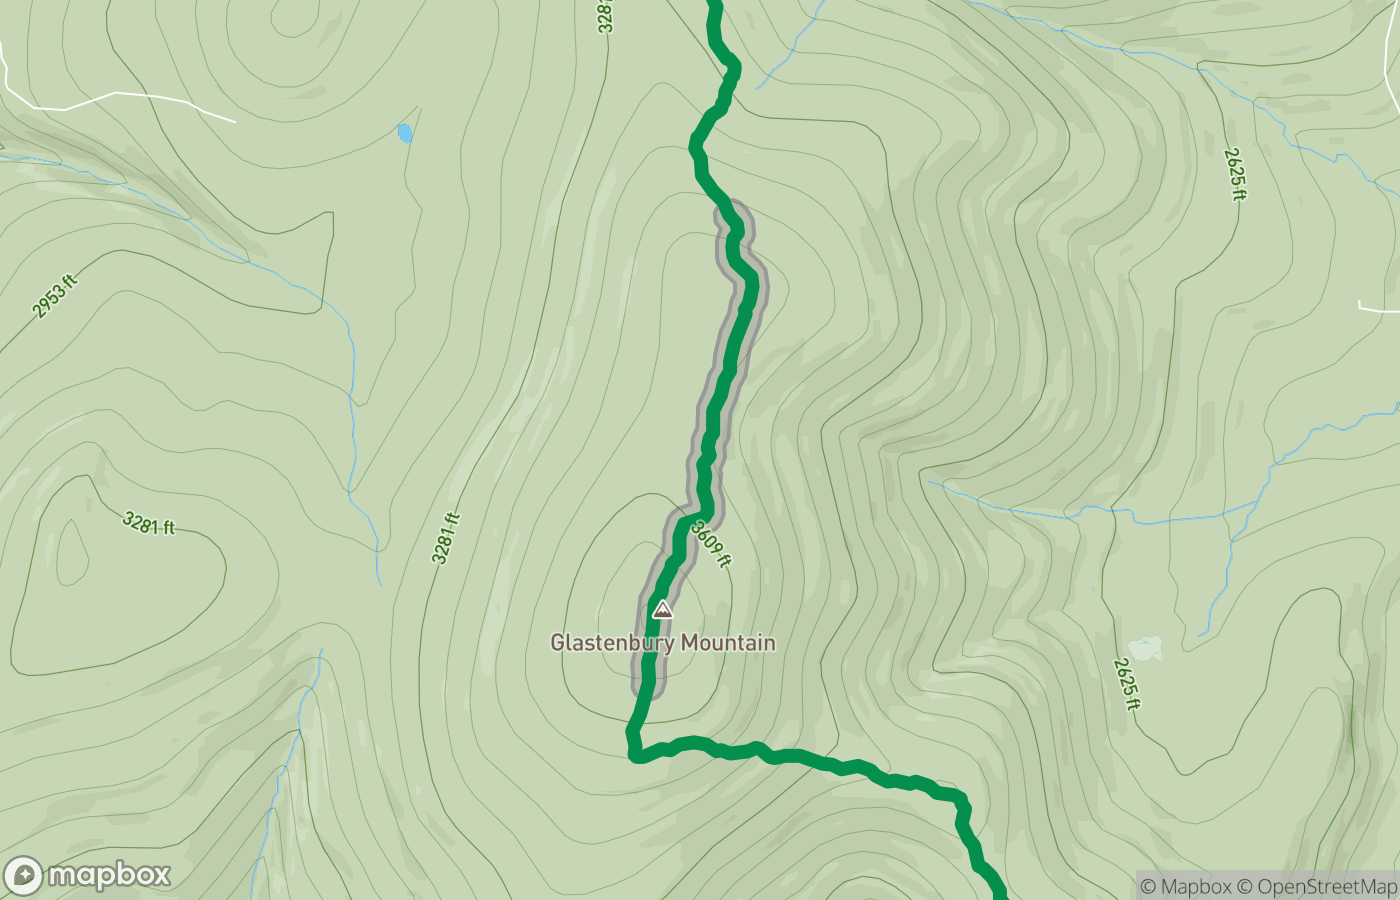 3281
2625 ft
2953 ft
3281 ft
3281 ft
3609 ft
Glastenbury Mountain
2625 ft
mapbox
© Mapbox © OpenStreetMap